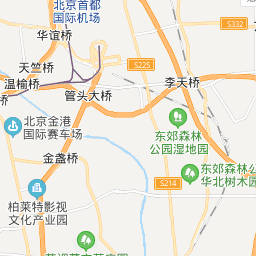 北京首都
国际机场
华谊桥
S332
天竺桥
S225
温榆桥
李天桥
管头大桥
桥
北京金港
国际赛车场
东郊森林
公园湿地园
金盏桥
东郊森林公
华北树木园
S214
柏莱特影视
文化产业园